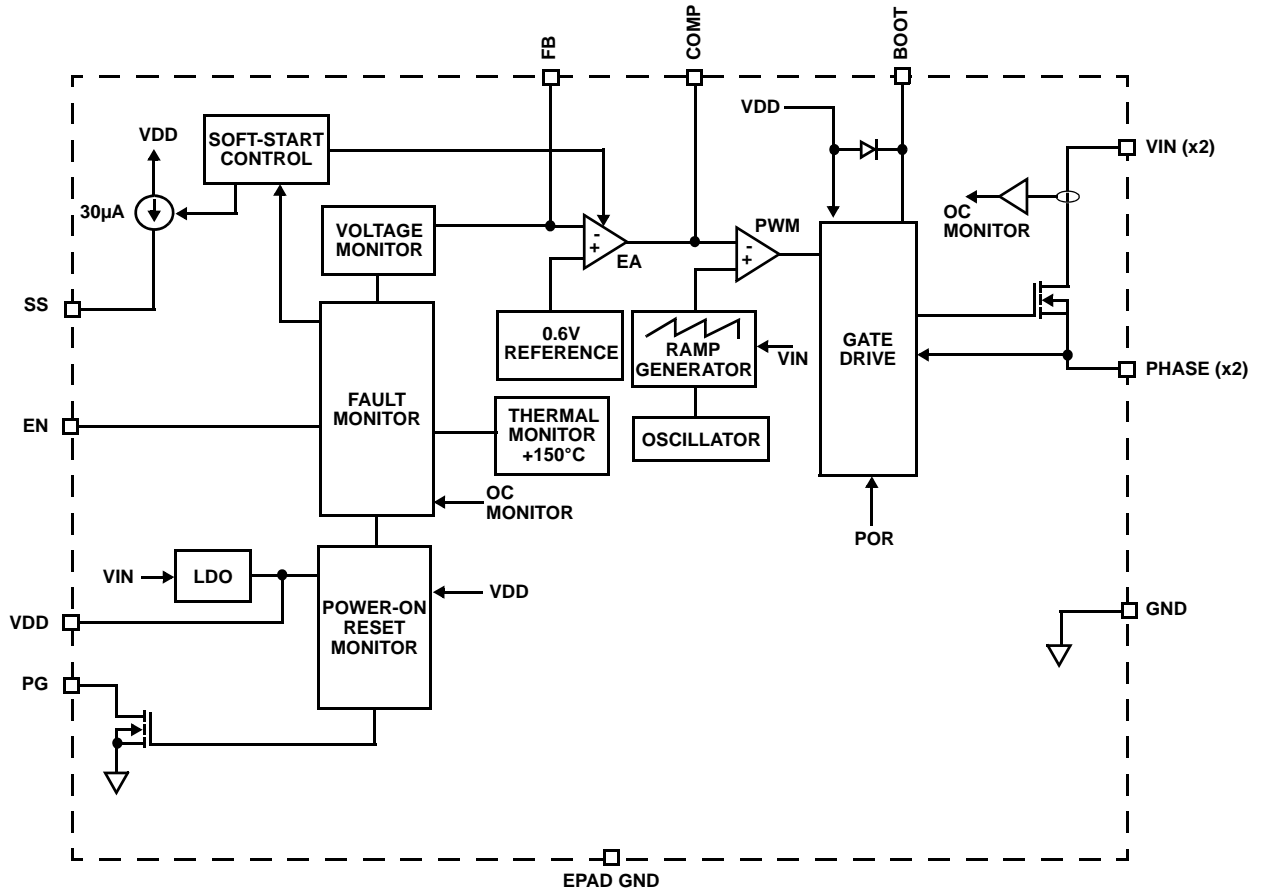 FB
COMP
BOOT
VDD
SOFT-START
CONTROL
VDD
30µA
VIN (x2)
OC
MONITOR
VOLTAGE
MONITOR
-
+
EA
PWM
-
+
SS
0.6V
REFERENCE
RAMP
GENERATOR
VIN
GATE
DRIVE
PHASE (x2)
EN
FAULT
MONITOR
THERMAL
MONITOR
+150°C
OSCILLATOR
OC
MONITOR
POR
VIN
LDO
VDD
POWER-ON
RESET
MONITOR
VDD
GND
PG
EPAD GND